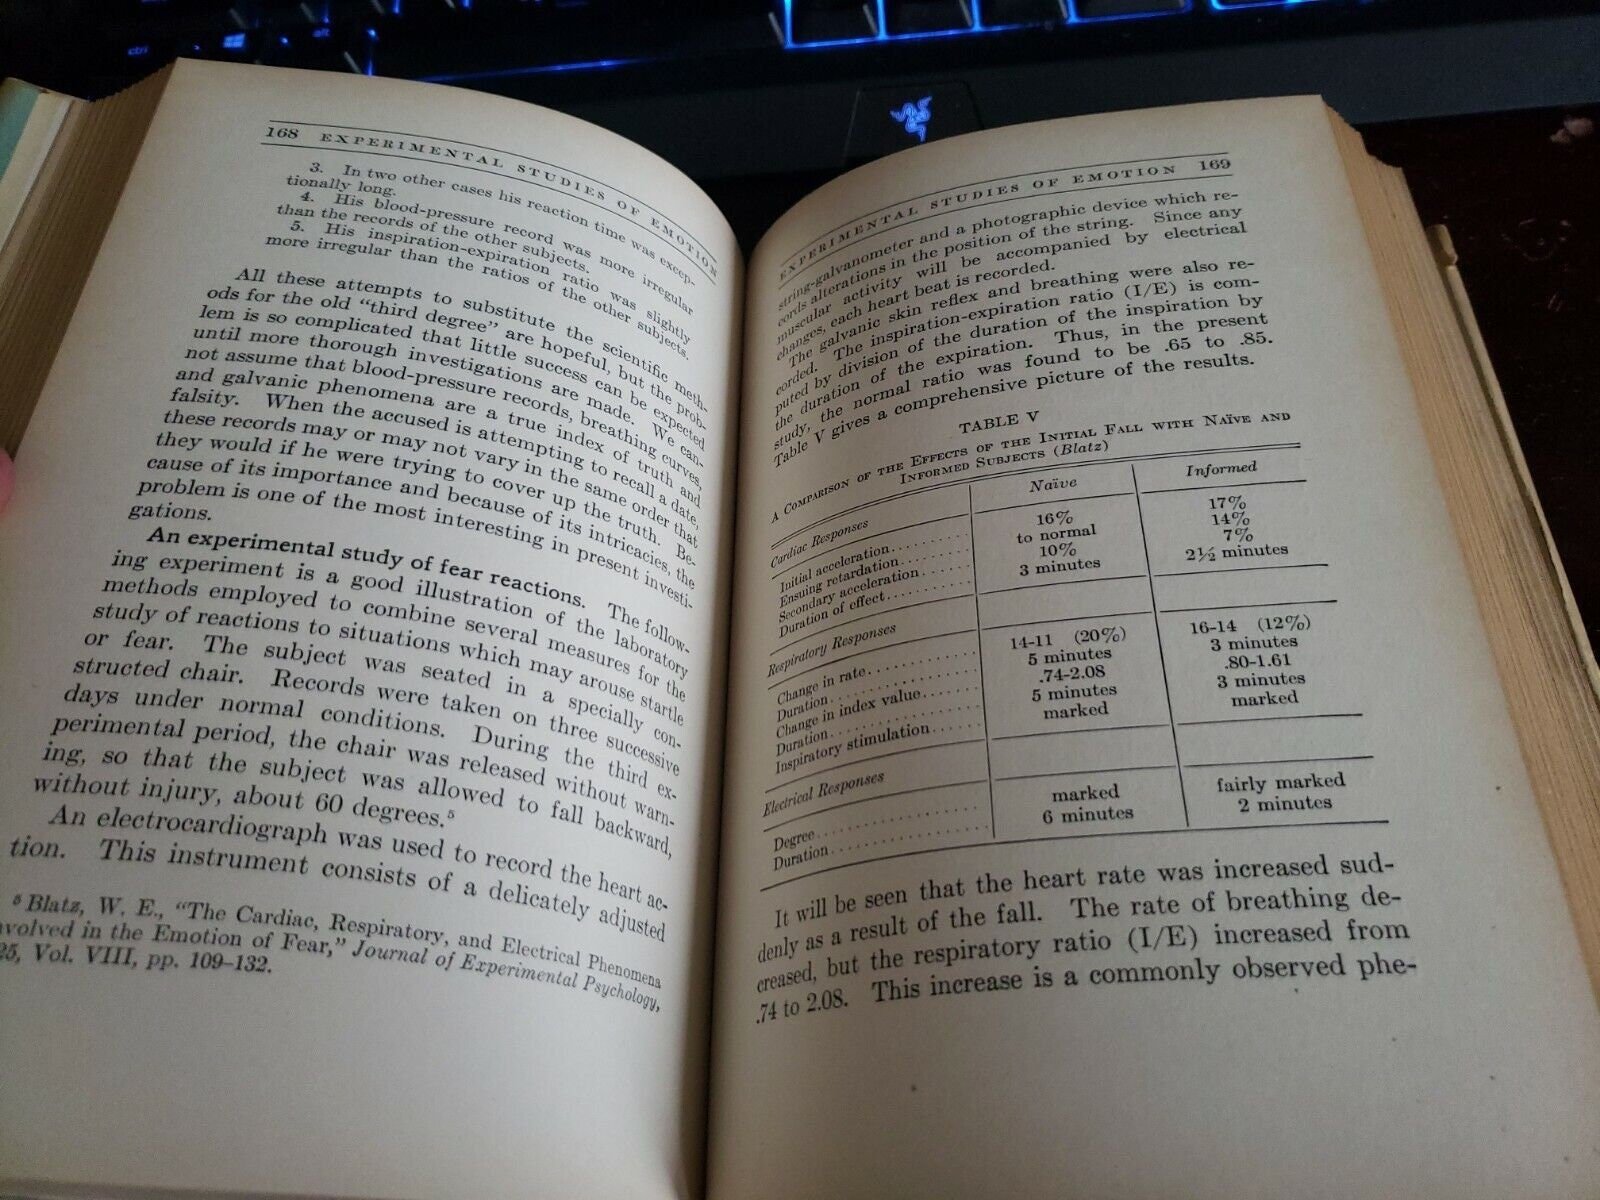 ctrl
alt
168 EXPERIMENTAL STUDIES OF EMOTION
3. In two other cases his reaction time was excep-
tionally long.
4. His blood-pressure record was more irregular
than the records of the other subjects.
5. His inspiration-expiration ratio was slightly
more irregular than the ratios of the other subjects.
All these attempts to substitute the scientific meth-
ods for the old “third degree” are hopeful, but the prob-
lem is so complicated that little success can be expected
until more thorough investigations are made. We can-
not assume that blood-pressure records, breathing curves,
and galvanic phenomena are a true index of truth and
falsity. When the accused is attempting to recall a date,
these records may or may not vary in the same order that
they would if he were trying to cover up the truth. Be-
cause of its importance and because of its intricacies, the
problem is one of the most interesting in present investi-
gations.
An experimental study of fear reactions. The follow-
ing experiment is a good illustration of the laboratory
methods employed to combine several measures for the
study of reactions to situations which may arouse startle
or fear. The subject was seated in a specially con-
structed chair. Records were taken on three successive
days under normal conditions. During the third ex-
perimental period, the chair was released without warn-
ing, so that the subject was allowed to fall backward,
without injury, about 60 degrees.⁵
An electrocardiograph was used to record the heart ac-
tion. This instrument consists of a delicately adjusted
⁵ Blatz, W. E., “The Cardiac, Respiratory, and Electrical Phenomena
nvolved in the Emotion of Fear,” Journal of Experimental Psychology,
25, Vol. VIII, pp. 109–132.
EXPERIMENTAL STUDIES OF EMOTION 169
string-galvanometer and a photographic device which re-
cords alterations in the position of the string. Since any
muscular activity will be accompanied by electrical
changes, each heart beat is recorded.
The galvanic skin reflex and breathing were also re-
corded. The inspiration-expiration ratio (I/E) is com-
puted by division of the duration of the inspiration by
the duration of the expiration. Thus, in the present
study, the normal ratio was found to be .65 to .85.
Table V gives a comprehensive picture of the results.
TABLE V
A COMPARISON OF THE EFFECTS OF THE INITIAL FALL WITH NAÏVE AND
INFORMED SUBJECTS (Blatz)
Naïve Informed
Cardiac Responses
Initial acceleration.......... 16% 17%
Ensuing retardation.......... to normal 14%
Secondary acceleration...... 10% 7%
Duration of effect.......... 3 minutes 2½ minutes
Respiratory Responses
Change in rate............. 14-11 (20%) 16-14 (12%)
Duration.................. 5 minutes 3 minutes
Change in index value....... .74-2.08 .80-1.61
Duration.................. 5 minutes 3 minutes
Inspiratory stimulation...... marked marked
Electrical Responses
Degree.................... marked fairly marked
Duration.................. 6 minutes 2 minutes
It will be seen that the heart rate was increased sud-
denly as a result of the fall. The rate of breathing de-
creased, but the respiratory ratio (I/E) increased from
.74 to 2.08. This increase is a commonly observed phe-